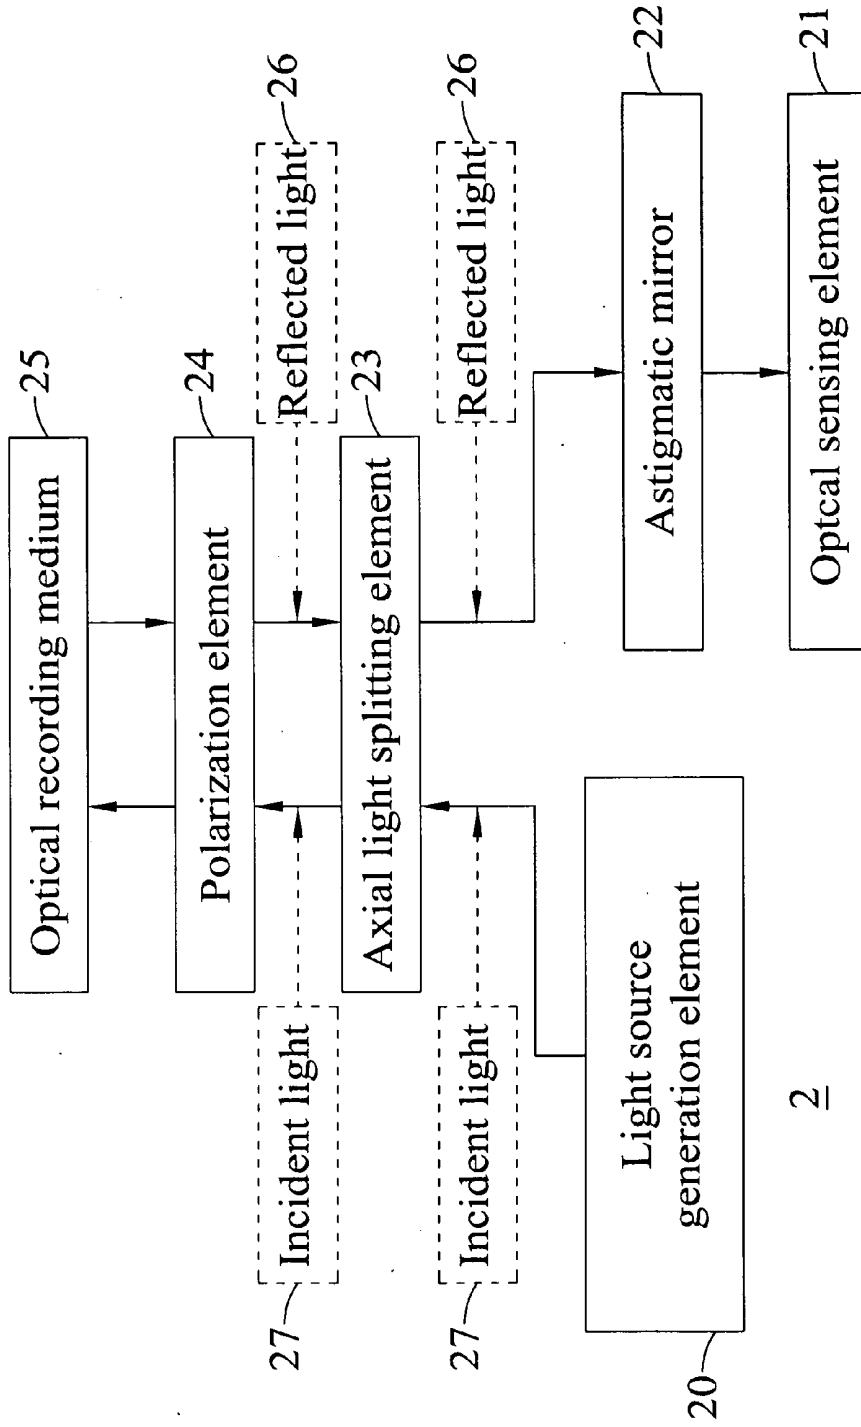 Optical recording medium
25
Polarization element
24
Incident light
27
Reflected light
26
Axial light splitting element
23
Incident light
27
Reflected light
26
Light source
generation element
20
Astigmatic mirror
22
Optcal sensing element
21
2